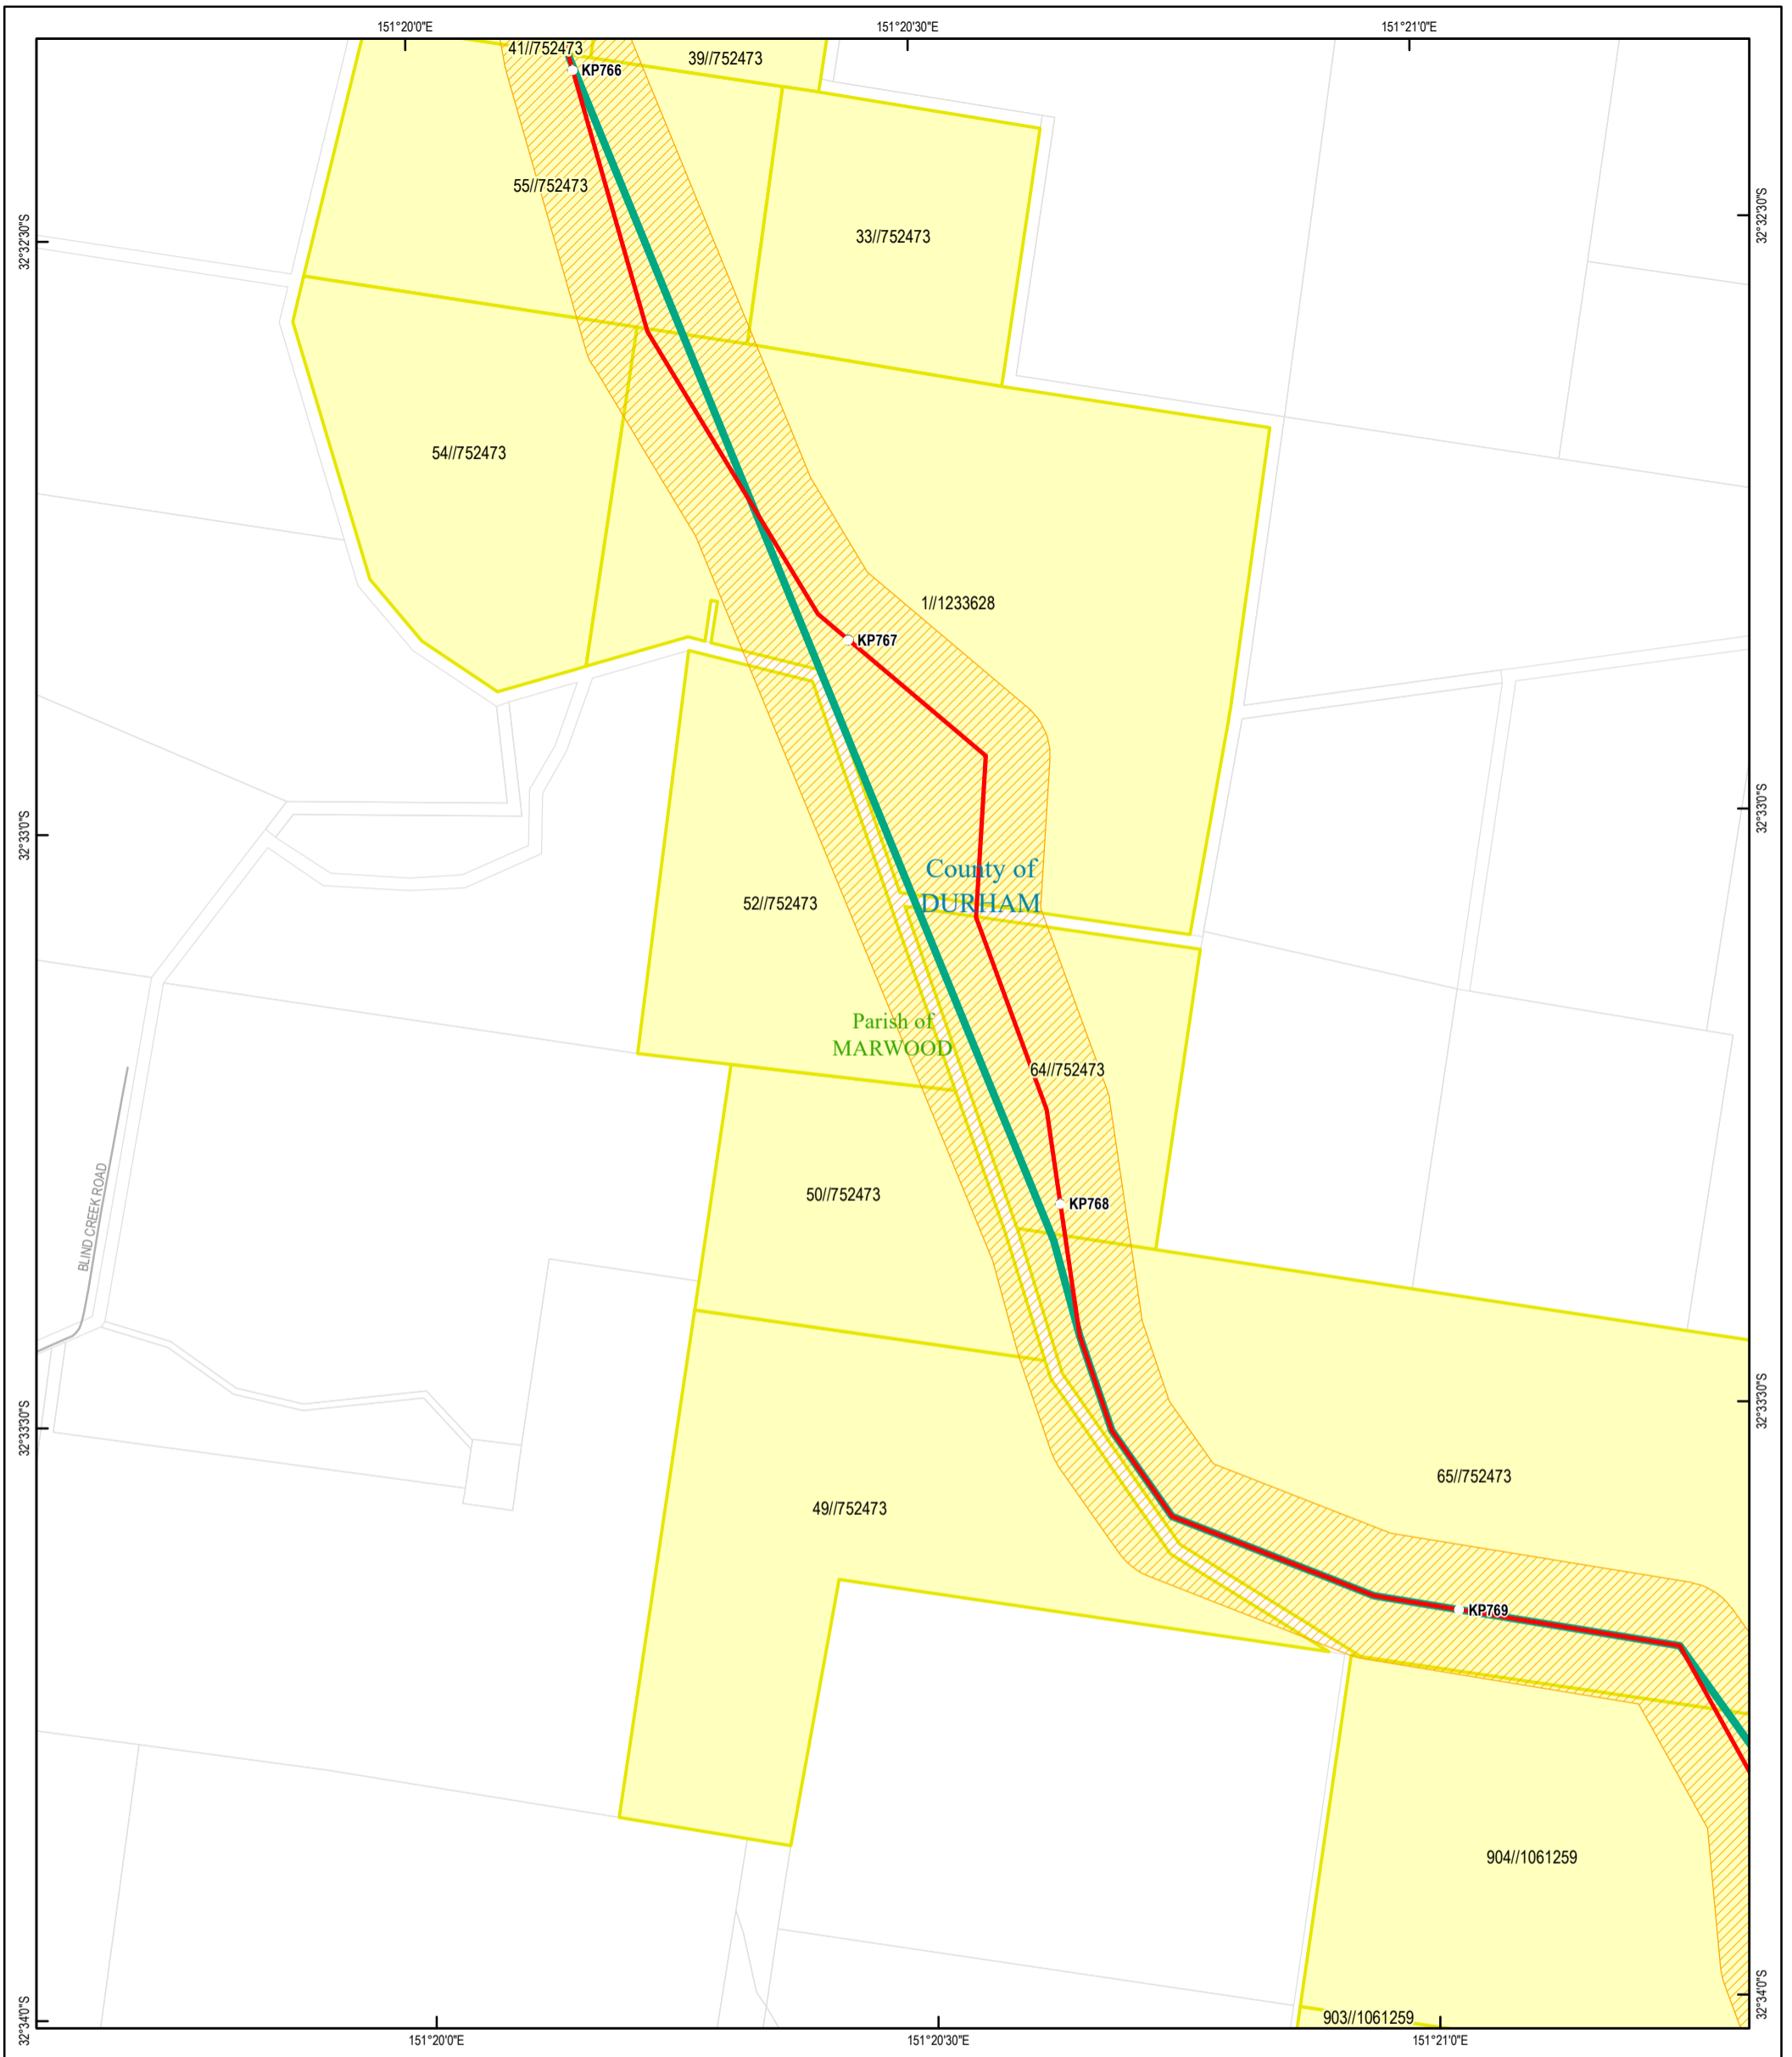 151°20'0"E
151°20'30"E
151°21'0"E
41//752473
39//752473
KP766
55//752473
33//752473
32°32'30"S
32°32'30"S
54//752473
1//1233628
KP767
32°33'0"S
32°33'0"S
County of
DURHAM
52//752473
Parish of
MARWOOD
64//752473
50//752473
KP768
BLIND CREEK ROAD
32°33'30"S
32°33'30"S
65//752473
49//752473
KP769
904//1061259
903//1061259
32°34'0"S
32°34'0"S
151°20'0"E
151°20'30"E
151°21'0"E